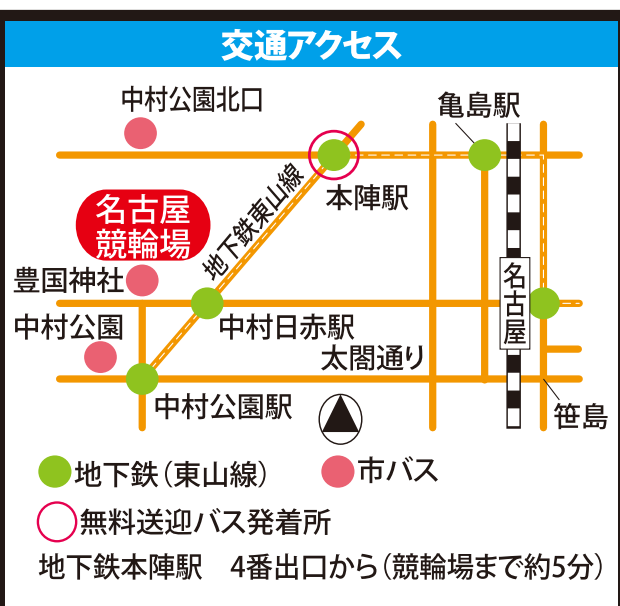 交通アクセス
中村公園北口
亀島駅
本陣駅
地下鉄東山線
名古屋
競輪場
豊国神社
名古屋
中村公園
中村日赤駅
太閤通り
中村公園駅
笹島
地下鉄（東山線）
市バス
無料送迎バス発着所
地下鉄本陣駅　4番出口から（競輪場まで約5分）